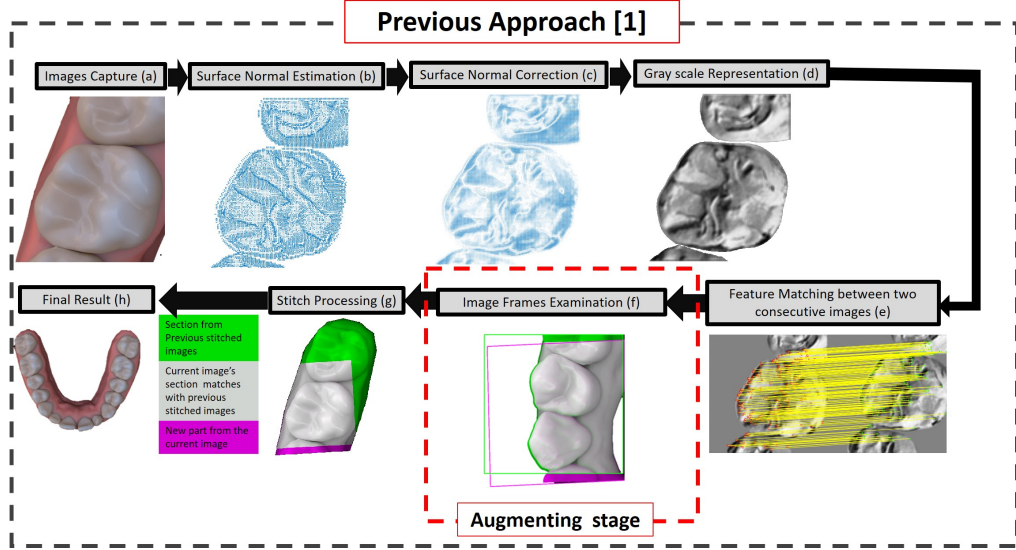 Previous Approach [1]
Images Capture (a)
Surface Normal Estimation (b)
Surface Normal Correction (c)
Gray scale Representation (d)
Final Result (h)
Stitch Processing (g)
Image Frames Examination (f)
Feature Matching between two
consecutive images (e)
Section from
Previous stitched
images
Current image's
section matches
with previous
stitched images
New part from the
current image
Augmenting stage